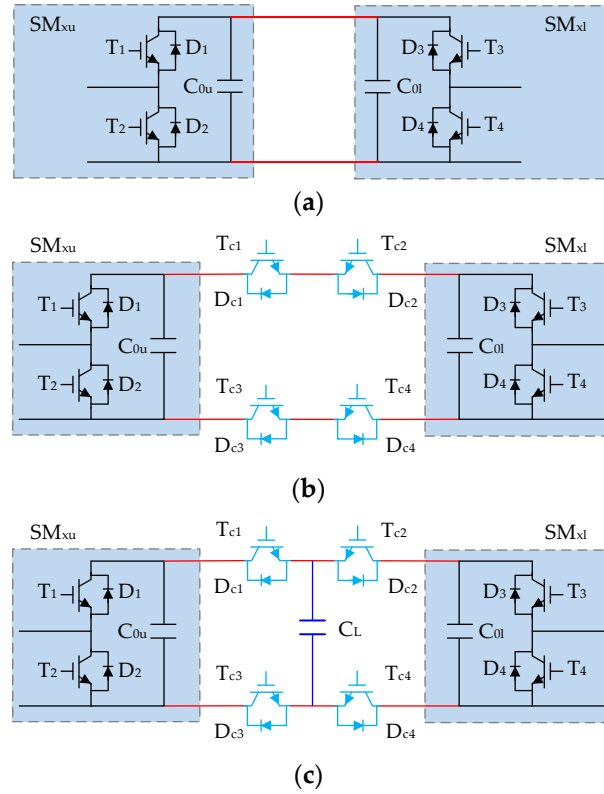 SMxu SMxl
T1 D1 D3 T3
C0u C0l
T2 D2 D4 T4
(a)
Tc1 Tc2
SMxu SMxl
Dc1 Dc2
T1 D1 D3 T3
C0u C0l
T2 D2 Tc3 Tc4 D4 T4
Dc3 Dc4
(b)
SMxu Tc1 Tc2 SMxl
Dc1 Dc2
T1 D1 D3 T3
C0u CL C0l
T2 D2 Tc3 Tc4 D4 T4
Dc3 Dc4
(c)